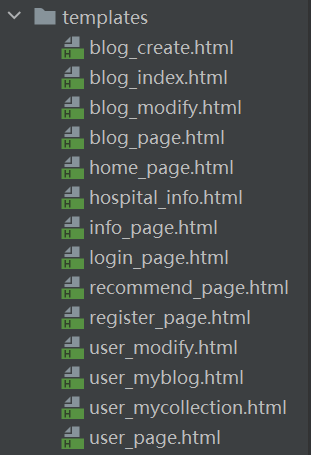 templates
blog_create.html
blog_index.html
blog_modify.html
blog_page.html
home_page.html
hospital_info.html
info_page.html
login_page.html
recommend_page.html
register_page.html
user_modify.html
user_myblog.html
user_mycollection.html
user_page.html